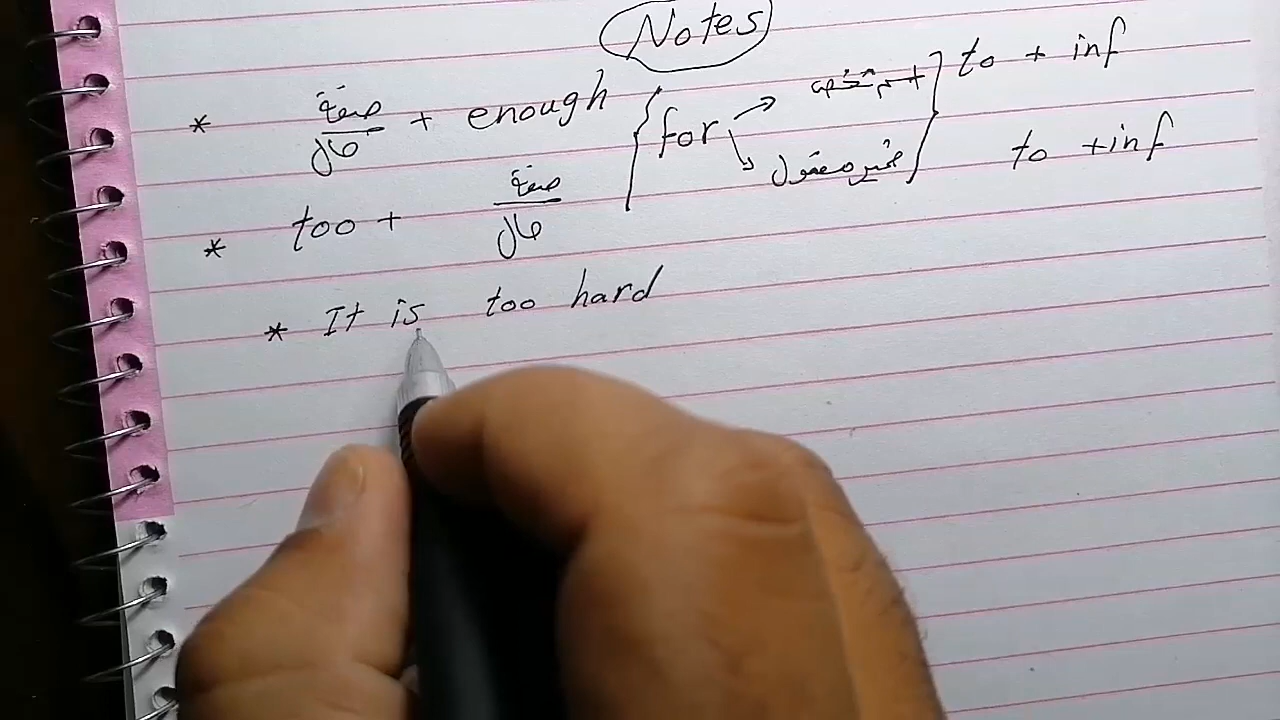 Notes
* صفة / حال + enough { for → اسم شخص } to + inf
ضمير مفعول to + inf
* too + صفة / حال
* It is too hard